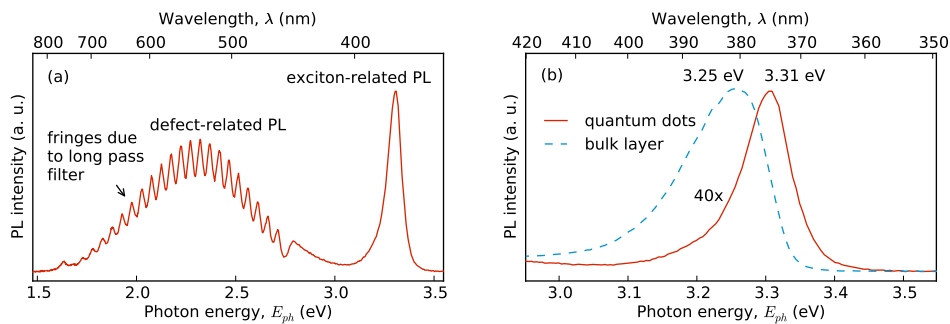 Wavelength, λ (nm)
800 700 600 500 400
(a)
exciton-related PL
defect-related PL
fringes due
to long pass
filter
PL intensity (a. u.)
1.5 2.0 2.5 3.0 3.5
Photon energy, E_ph (eV)
Wavelength, λ (nm)
420 410 400 390 380 370 360 350
(b)
3.25 eV 3.31 eV
quantum dots
bulk layer
40x
PL intensity (a. u.)
3.0 3.1 3.2 3.3 3.4 3.5
Photon energy, E_ph (eV)